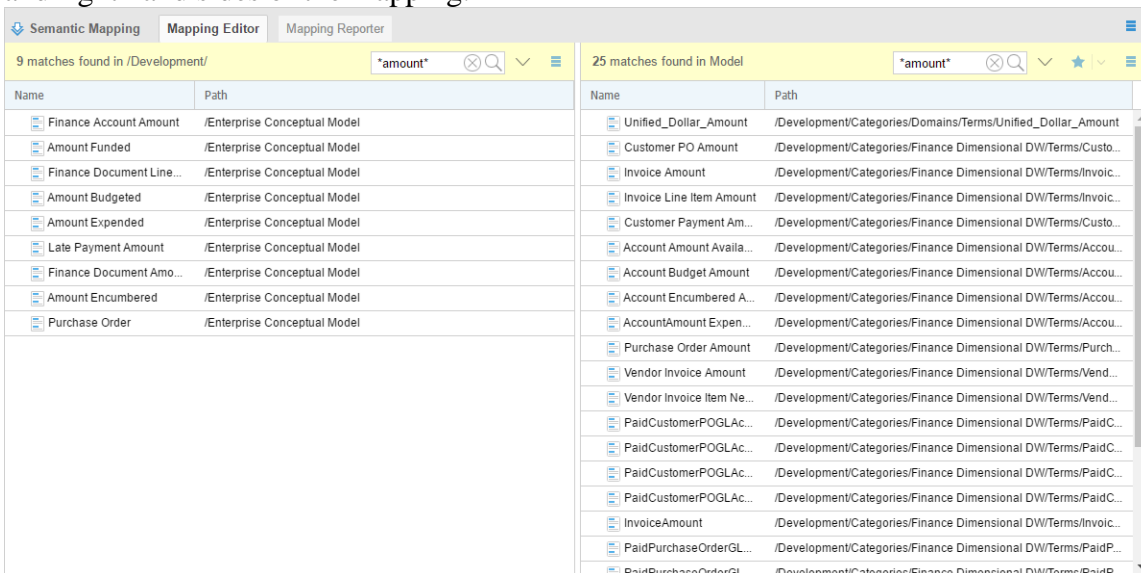 Semantic Mapping Mapping Editor Mapping Reporter
9 matches found in /Development/ *amount*
Name Path
Finance Account Amount /Enterprise Conceptual Model
Amount Funded /Enterprise Conceptual Model
Finance Document Line... /Enterprise Conceptual Model
Amount Budgeted /Enterprise Conceptual Model
Amount Expended /Enterprise Conceptual Model
Late Payment Amount /Enterprise Conceptual Model
Finance Document Amo... /Enterprise Conceptual Model
Amount Encumbered /Enterprise Conceptual Model
Purchase Order /Enterprise Conceptual Model
25 matches found in Model *amount*
Name Path
Unified_Dollar_Amount /Development/Categories/Domains/Terms/Unified_Dollar_Amount
Customer PO Amount /Development/Categories/Finance Dimensional DW/Terms/Custo...
Invoice Amount /Development/Categories/Finance Dimensional DW/Terms/Invoic...
Invoice Line Item Amount /Development/Categories/Finance Dimensional DW/Terms/Invoic...
Customer Payment Am... /Development/Categories/Finance Dimensional DW/Terms/Custo...
Account Amount Availa... /Development/Categories/Finance Dimensional DW/Terms/Accou...
Account Budget Amount /Development/Categories/Finance Dimensional DW/Terms/Accou...
Account Encumbered A... /Development/Categories/Finance Dimensional DW/Terms/Accou...
AccountAmount Expen... /Development/Categories/Finance Dimensional DW/Terms/Accou...
Purchase Order Amount /Development/Categories/Finance Dimensional DW/Terms/Purch...
Vendor Invoice Amount /Development/Categories/Finance Dimensional DW/Terms/Vend...
Vendor Invoice Item Ne... /Development/Categories/Finance Dimensional DW/Terms/Vend...
PaidCustomerPOGLAc... /Development/Categories/Finance Dimensional DW/Terms/PaidC...
PaidCustomerPOGLAc... /Development/Categories/Finance Dimensional DW/Terms/PaidC...
PaidCustomerPOGLAc... /Development/Categories/Finance Dimensional DW/Terms/PaidC...
PaidCustomerPOGLAc... /Development/Categories/Finance Dimensional DW/Terms/PaidC...
InvoiceAmount /Development/Categories/Finance Dimensional DW/Terms/Invoic...
PaidPurchaseOrderGL... /Development/Categories/Finance Dimensional DW/Terms/PaidP...